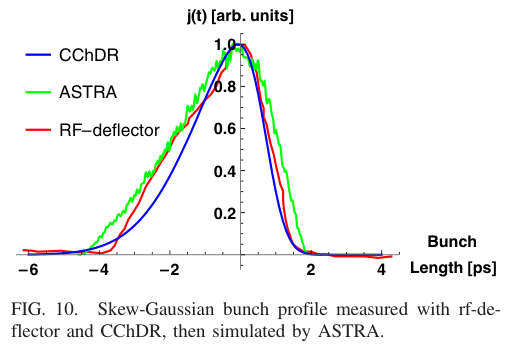 j(t) [arb. units]
CChDR
ASTRA
RF−deflector
1.0
0.8
0.6
0.4
0.2
−6
−4
−2
2
4
Bunch
Length [ps]
FIG. 10. Skew-Gaussian bunch profile measured with rf-de-
flector and CChDR, then simulated by ASTRA.